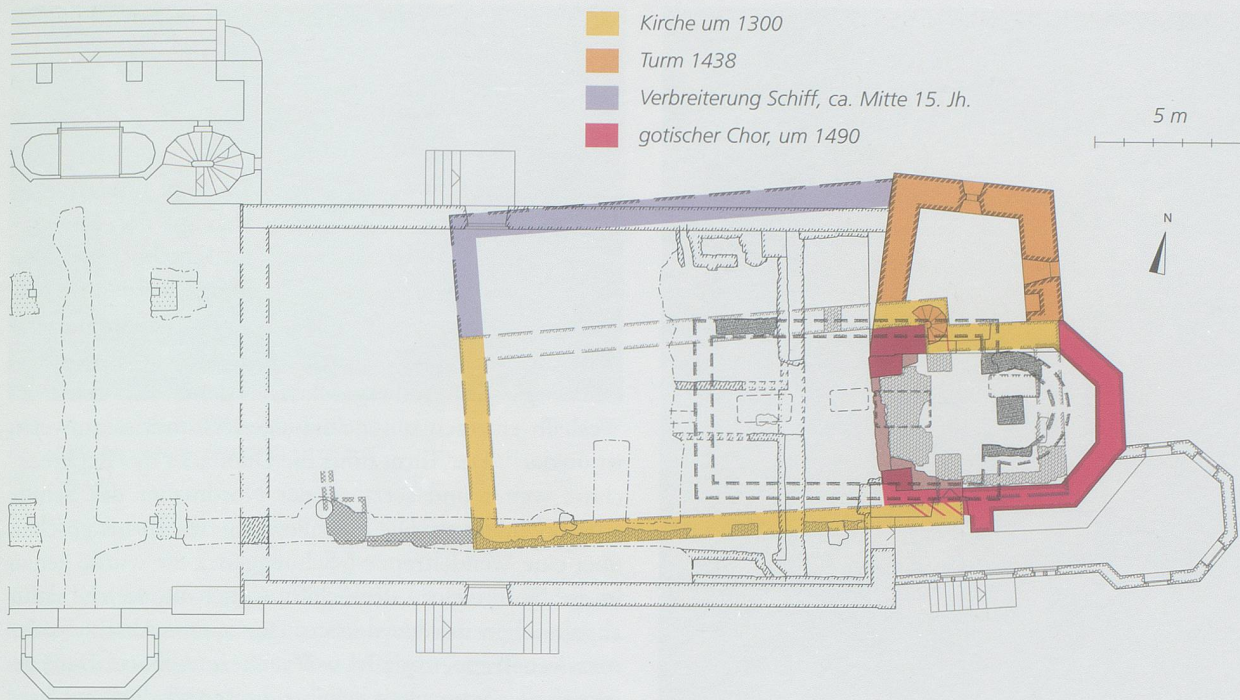 Kirche um 1300
Turm 1438
Verbreiterung Schiff, ca. Mitte 15. Jh.
gotischer Chor, um 1490
5 m
N